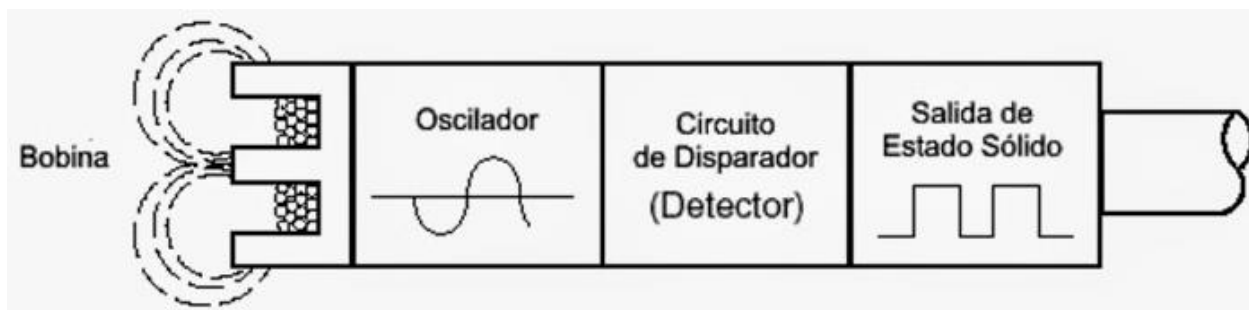 Bobina
Oscilador
Circuito
de Disparador
(Detector)
Salida de
Estado Sólido